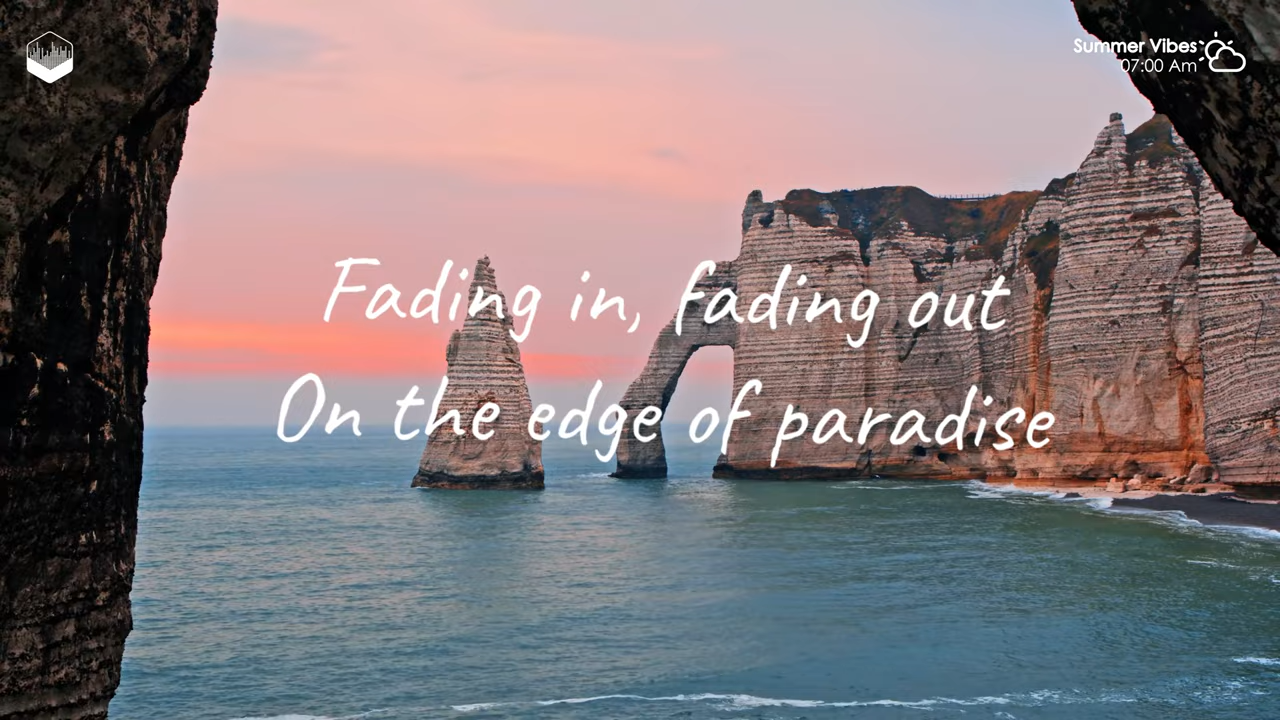 Summer Vibes
07:00 Am
Fading in, fading out
On the edge of paradise